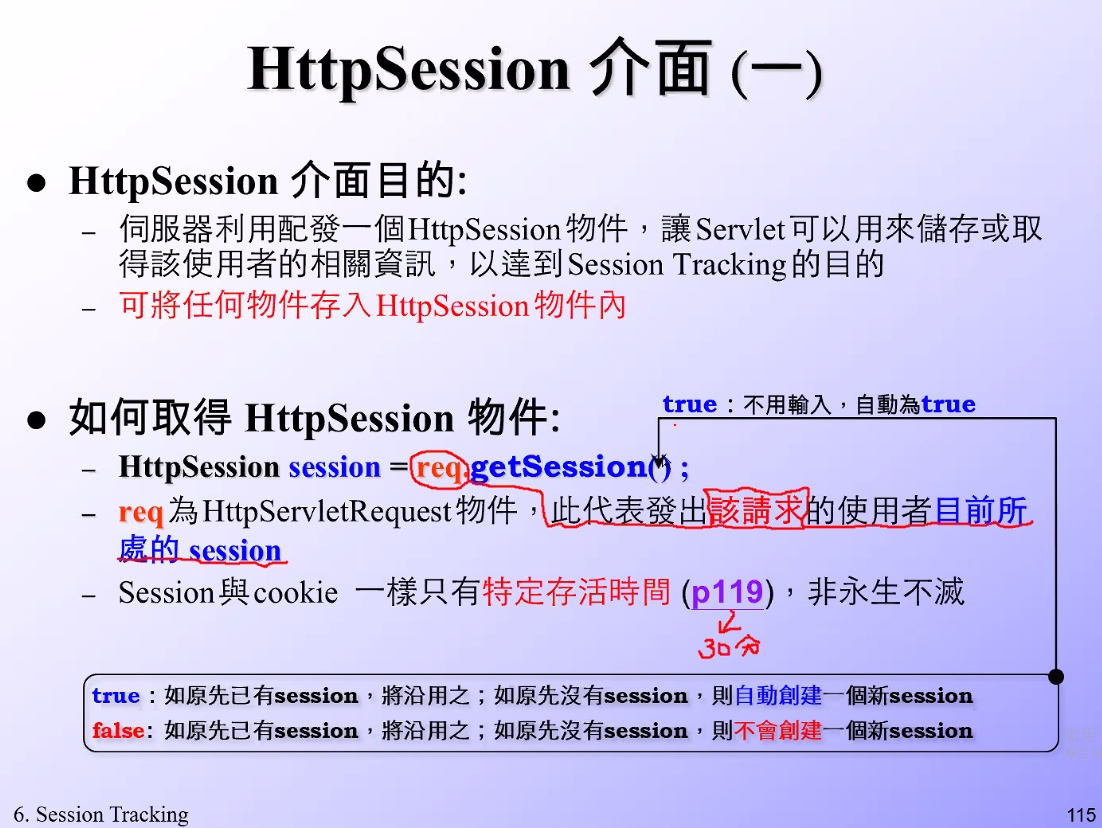 HttpSession 介面 (一)
● HttpSession 介面目的:
– 伺服器利用配發一個HttpSession物件，讓Servlet可以用來儲存或取
得該使用者的相關資訊，以達到Session Tracking的目的
– 可將任何物件存入HttpSession物件內
true：不用輸入，自動為true
● 如何取得 HttpSession 物件:
– HttpSession session = req.getSession() ;
– req為HttpServletRequest物件，此代表發出該請求的使用者目前所
處的 session
– Session與cookie 一樣只有特定存活時間 (p119)，非永生不滅
30分
true：如原先已有session，將沿用之；如原先沒有session，則自動創建一個新session
false: 如原先已有session，將沿用之；如原先沒有session，則不會創建一個新session
6. Session Tracking
115